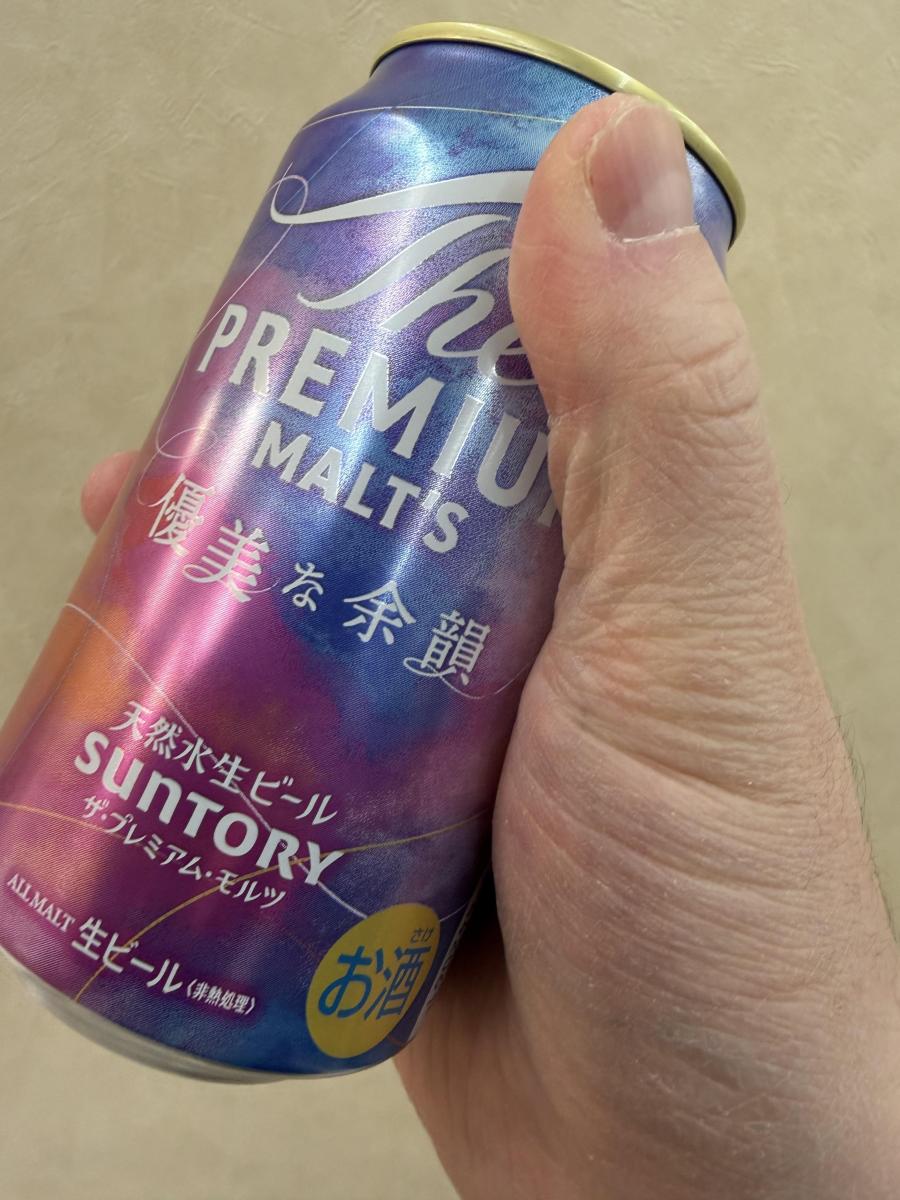 The
PREMIUM
MALT'S
優美な余韻
天然水生ビール
SUNTORY
ザ・プレミアム・モルツ
ALL MALT 生ビール〈非熱処理〉
さけ
お酒